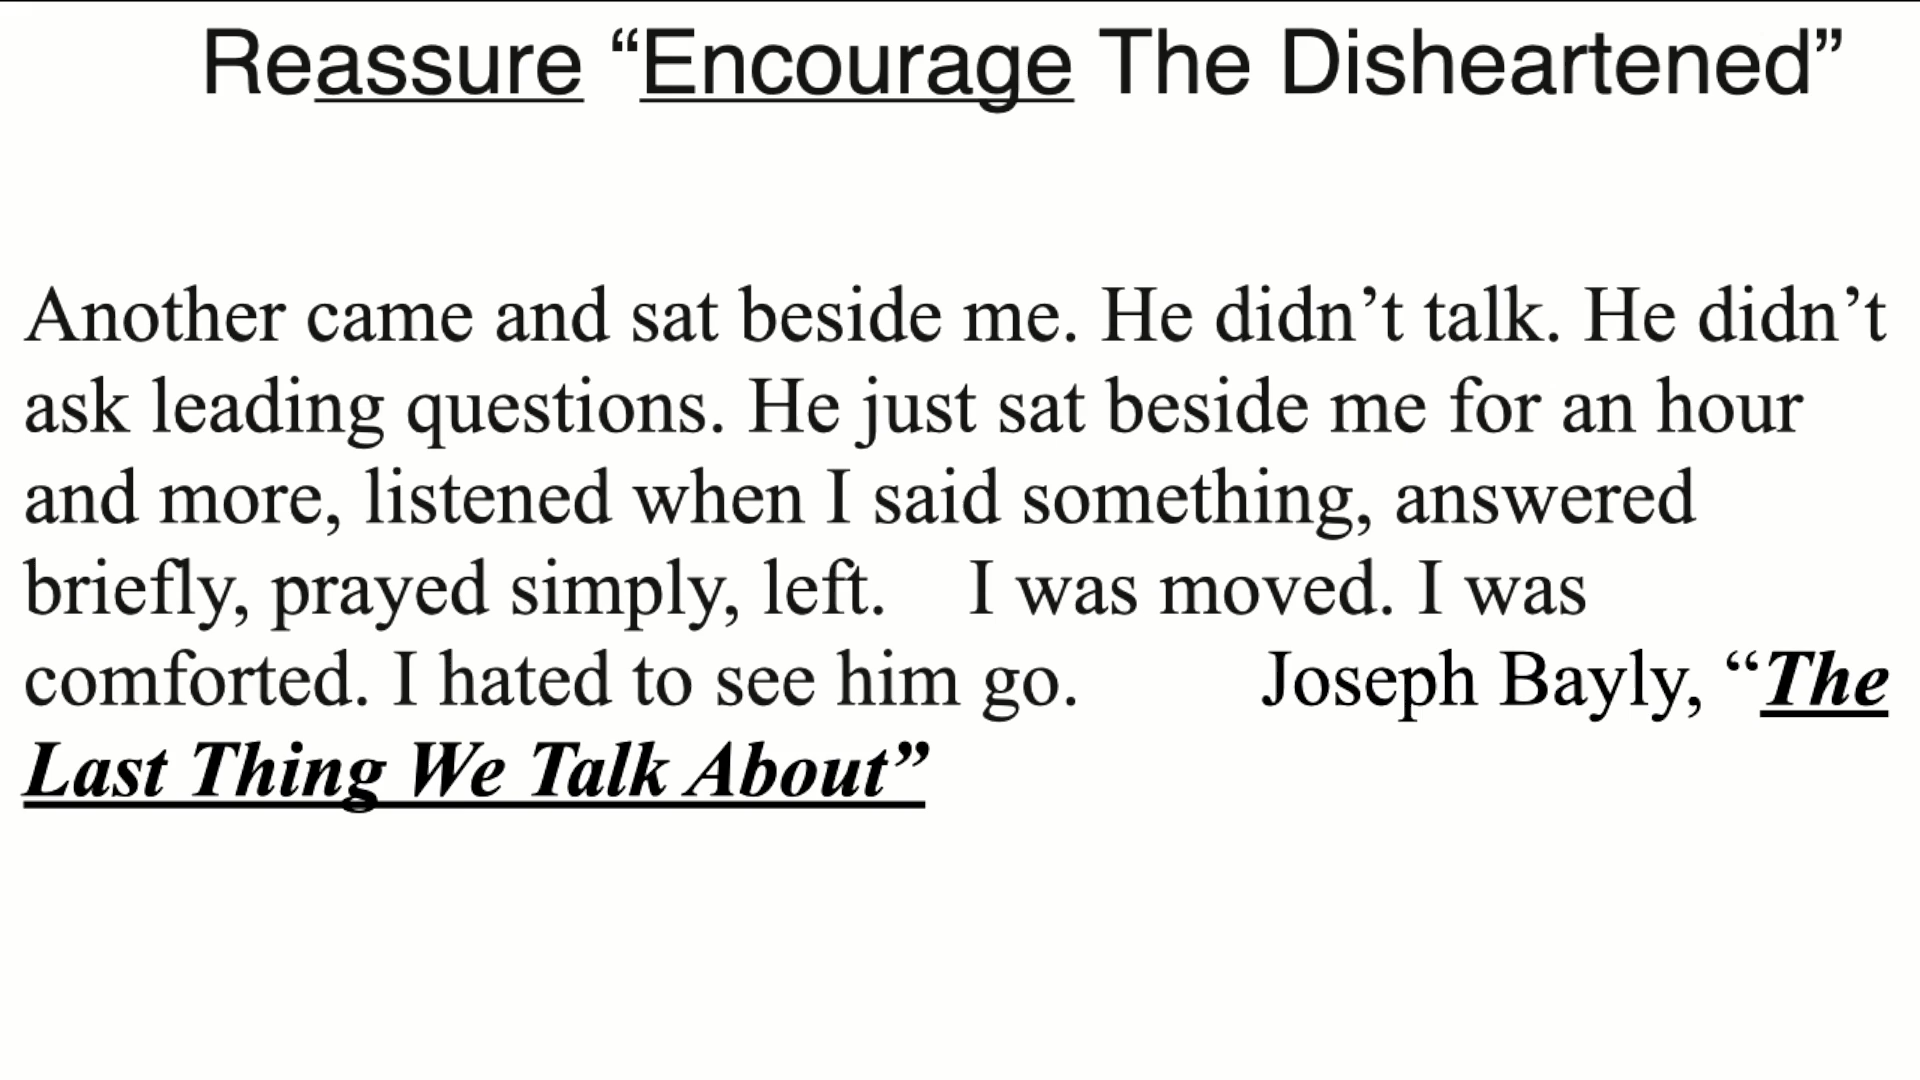 Reassure “Encourage The Disheartened”
Another came and sat beside me. He didn’t talk. He didn’t
ask leading questions. He just sat beside me for an hour
and more, listened when I said something, answered
briefly, prayed simply, left. I was moved. I was
comforted. I hated to see him go. Joseph Bayly, “The
Last Thing We Talk About”